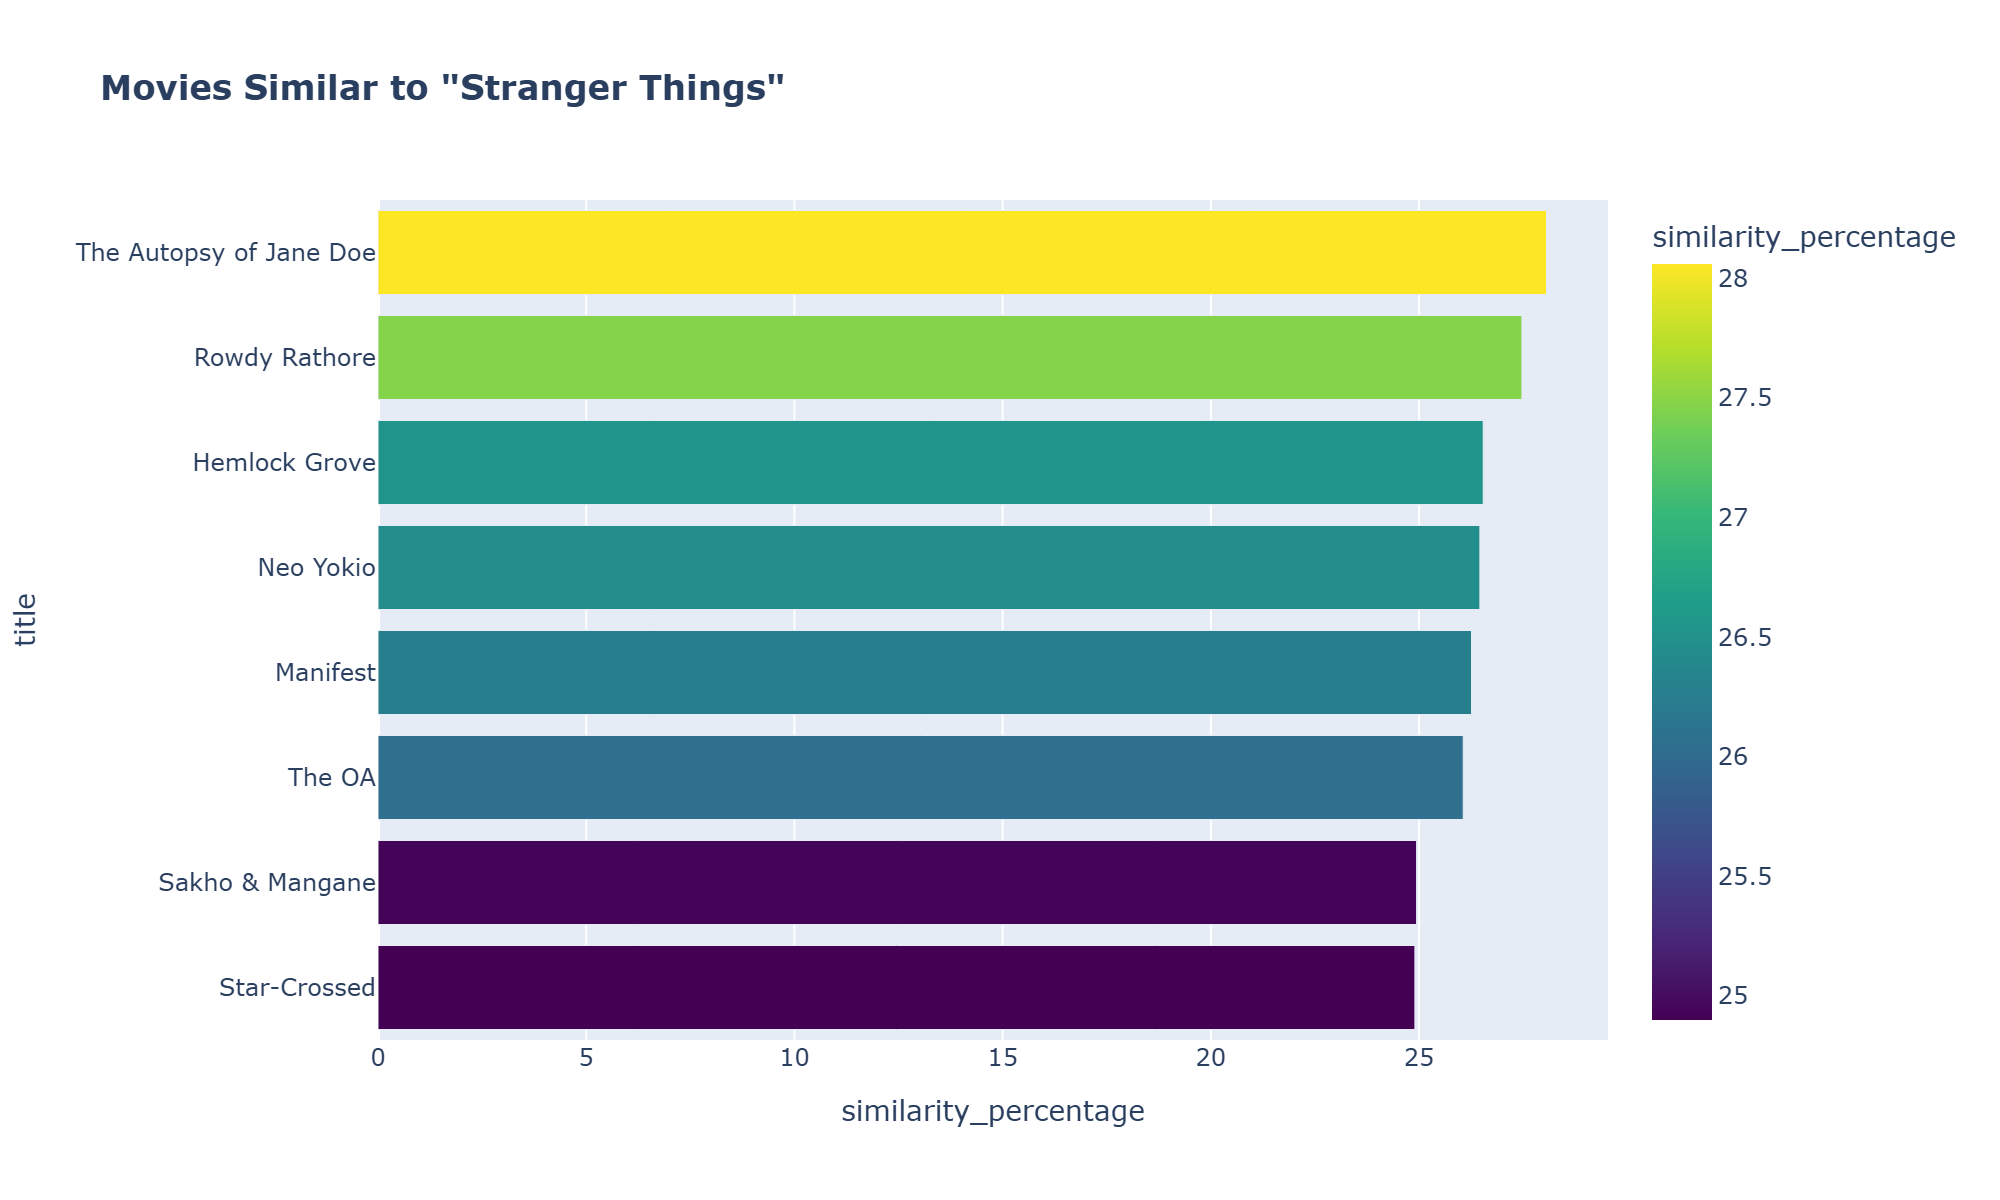 Movies Similar to "Stranger Things"
title
The Autopsy of Jane Doe
Rowdy Rathore
Hemlock Grove
Neo Yokio
Manifest
The OA
Sakho & Mangane
Star-Crossed
0 5 10 15 20 25
similarity_percentage
similarity_percentage
28
27.5
27
26.5
26
25.5
25